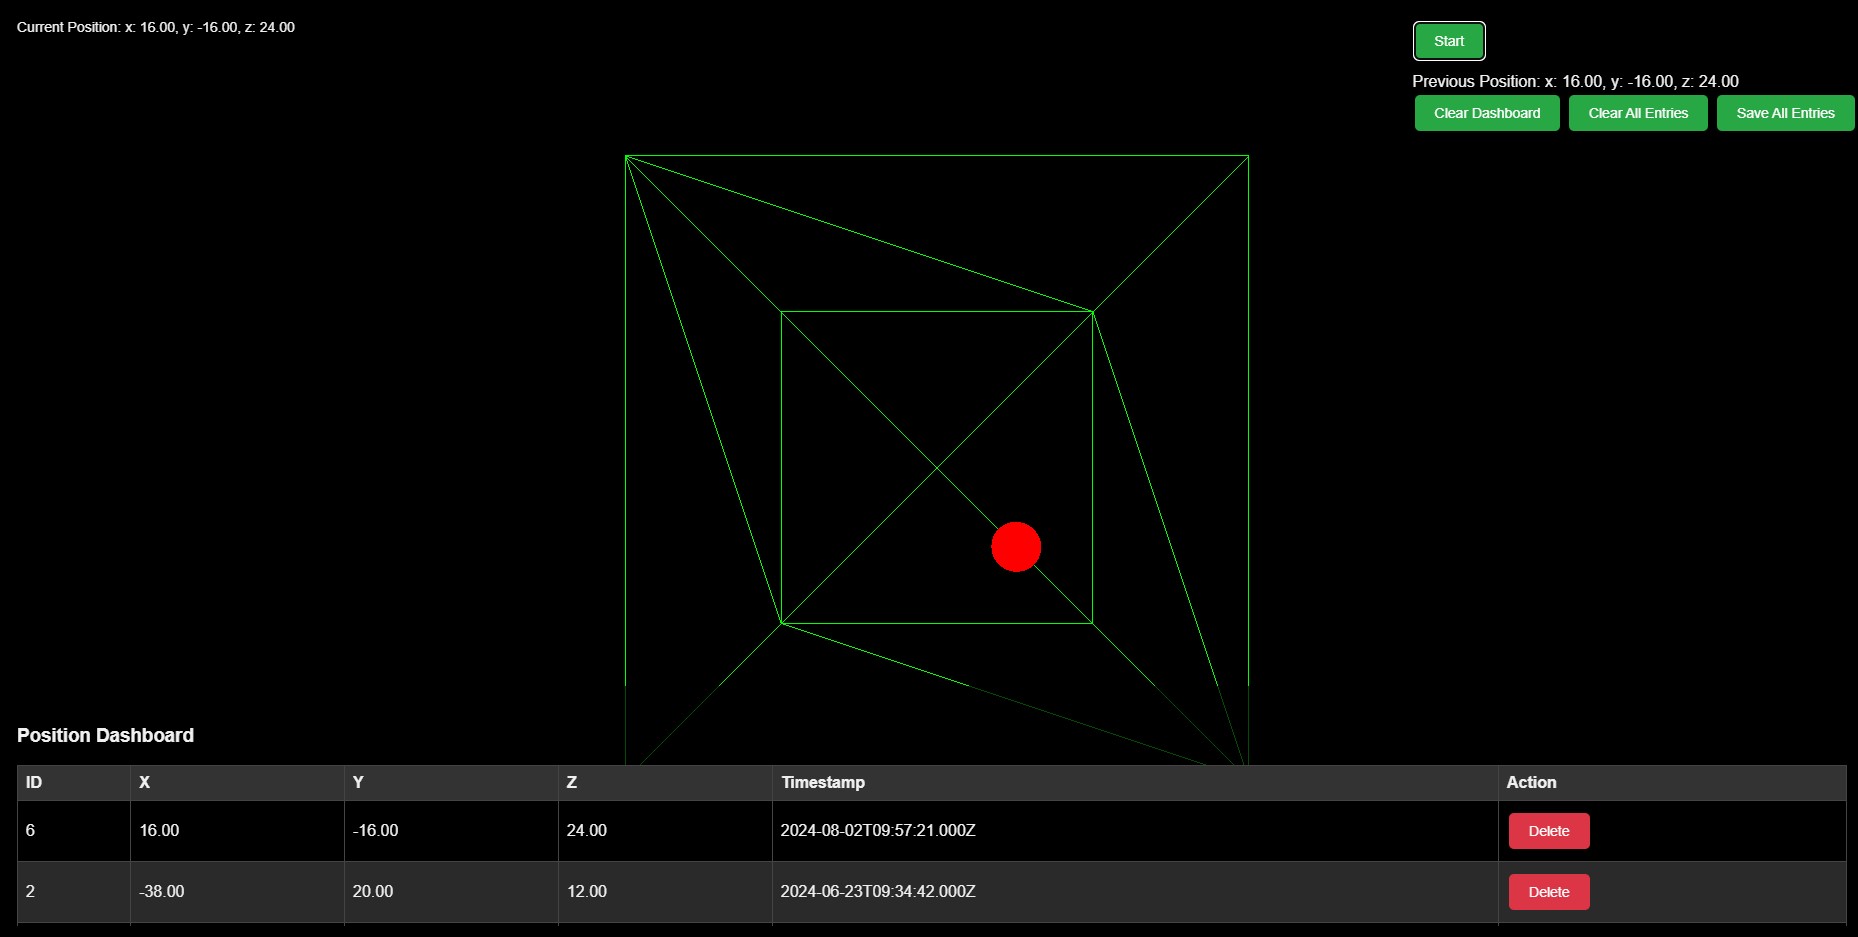 Current Position: x: 16.00, y: -16.00, z: 24.00
Start
Previous Position: x: 16.00, y: -16.00, z: 24.00
Clear Dashboard Clear All Entries Save All Entries
Position Dashboard
ID X Y Z Timestamp Action
6 16.00 -16.00 24.00 2024-08-02T09:57:21.000Z Delete
2 -38.00 20.00 12.00 2024-06-23T09:34:42.000Z Delete